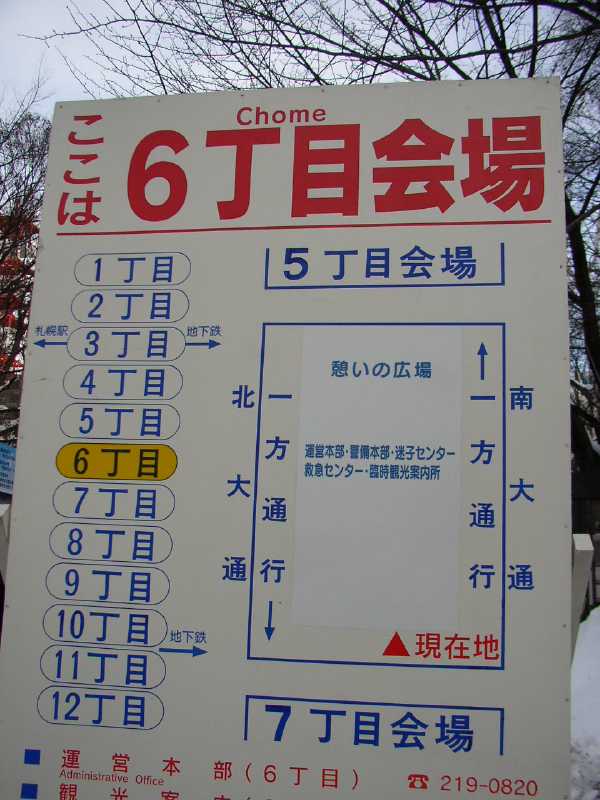 Chome
ここは
6丁目会場
1丁目
2丁目
札幌駅 3丁目 地下鉄
4丁目
5丁目
6丁目
7丁目
8丁目
9丁目
10丁目 地下鉄
11丁目
12丁目
5丁目会場
憩いの広場
運営本部・警備本部・迷子センター
救急センター・臨時観光案内所
北大通
一方通行
一方通行
南大通
▲現在地
7丁目会場
■ 運営本部(6丁目) ☎ 219-0820
Administrative Office
■ 観光案